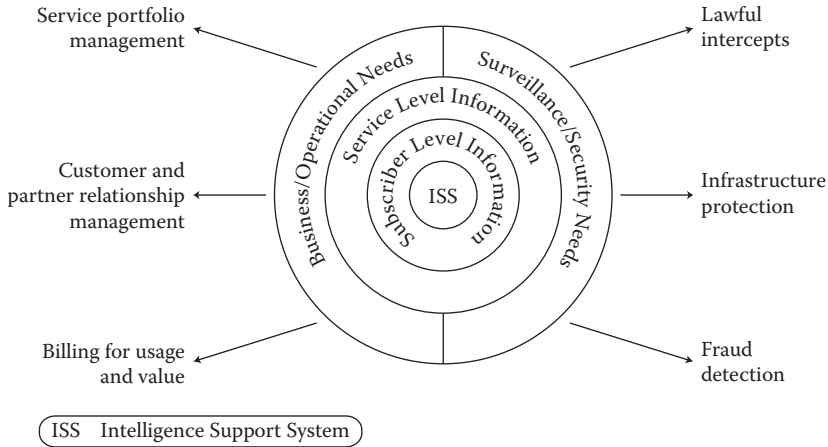 Service portfolio
management
Lawful
intercepts
Business/Operational Needs
Surveillance/Security Needs
Service Level Information
Subscriber Level Information
ISS
Customer and
partner relationship
management
Infrastructure
protection
Billing for usage
and value
Fraud
detection
ISS Intelligence Support System